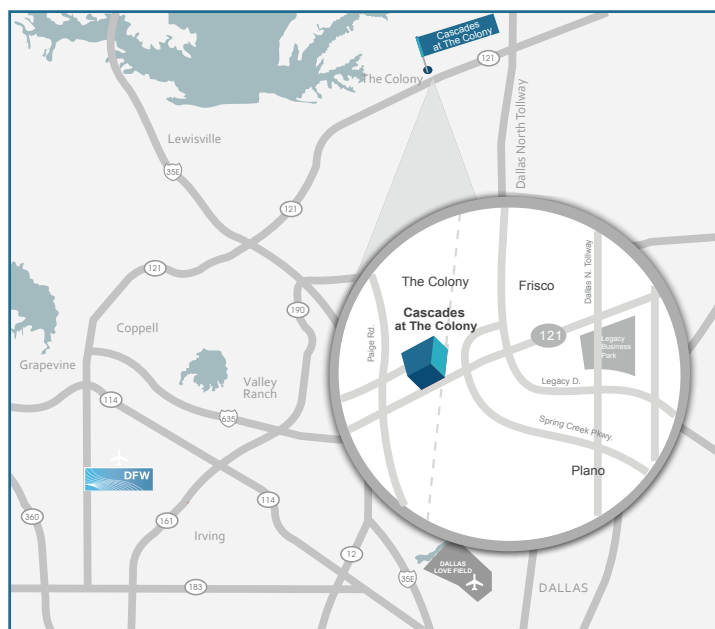 Cascades
at The Colony
121
The Colony
Dallas North Tollway
Lewisville
35E
121
121
190
Coppell
Grapevine
Valley
Ranch
114
635
DFW
114
360
161
Irving
12
183
35E
DALLAS
LOVE FIELD
DALLAS
The Colony
Frisco
Dallas N. Tollway
Cascades
at The Colony
Paige Rd.
121
Legacy
Business
Park
Legacy D.
Spring Creek Pkwy.
Plano